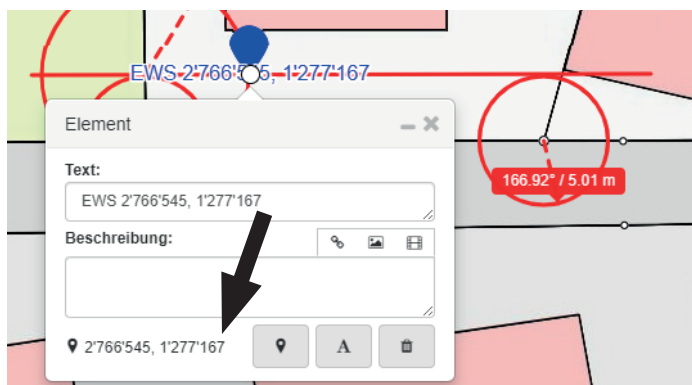 EWS 2'766'545, 1'277'167
Element
Text:
166.92° / 5.01 m
EWS 2'766'545, 1'277'167
Beschreibung:
2'766'545, 1'277'167
A